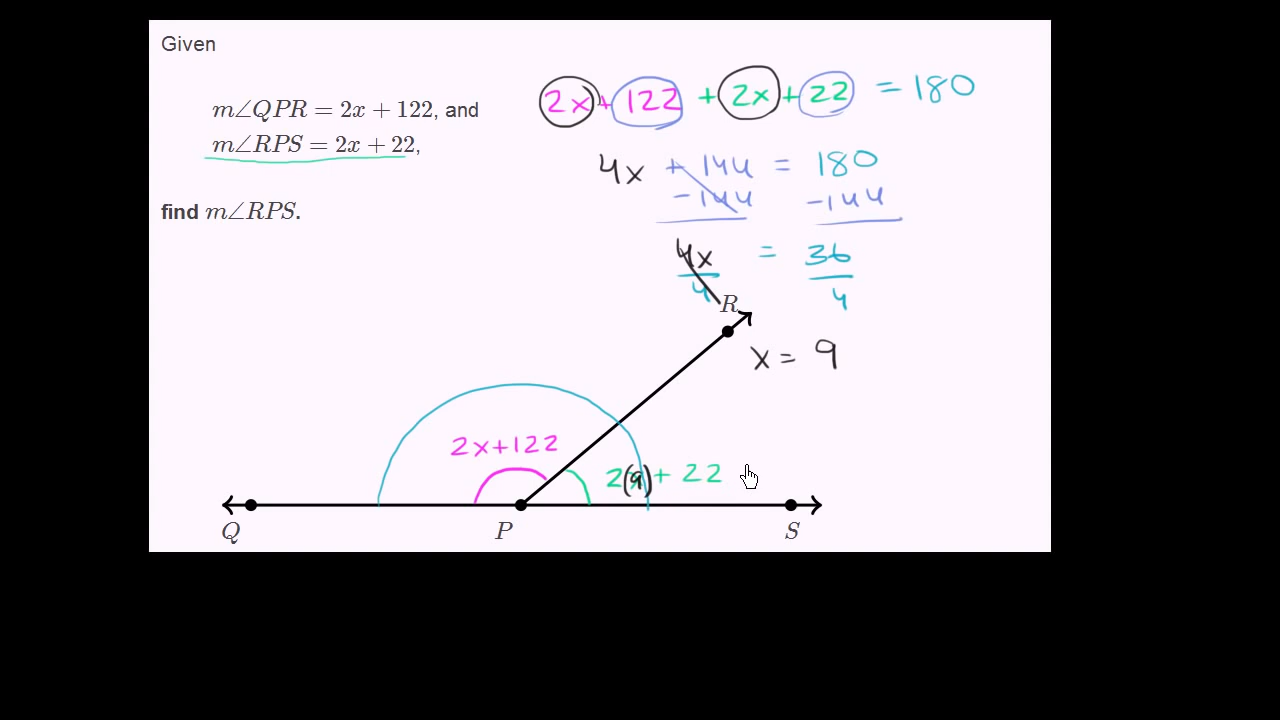 Given
m∠QPR = 2x + 122, and
m∠RPS = 2x + 22,
find m∠RPS.
2x + 122 + 2x + 22 = 180
4x + 144 = 180
- 144 - 144
4x = 36
4 4
x = 9
R
2x+122
2(9)+ 22
Q P S